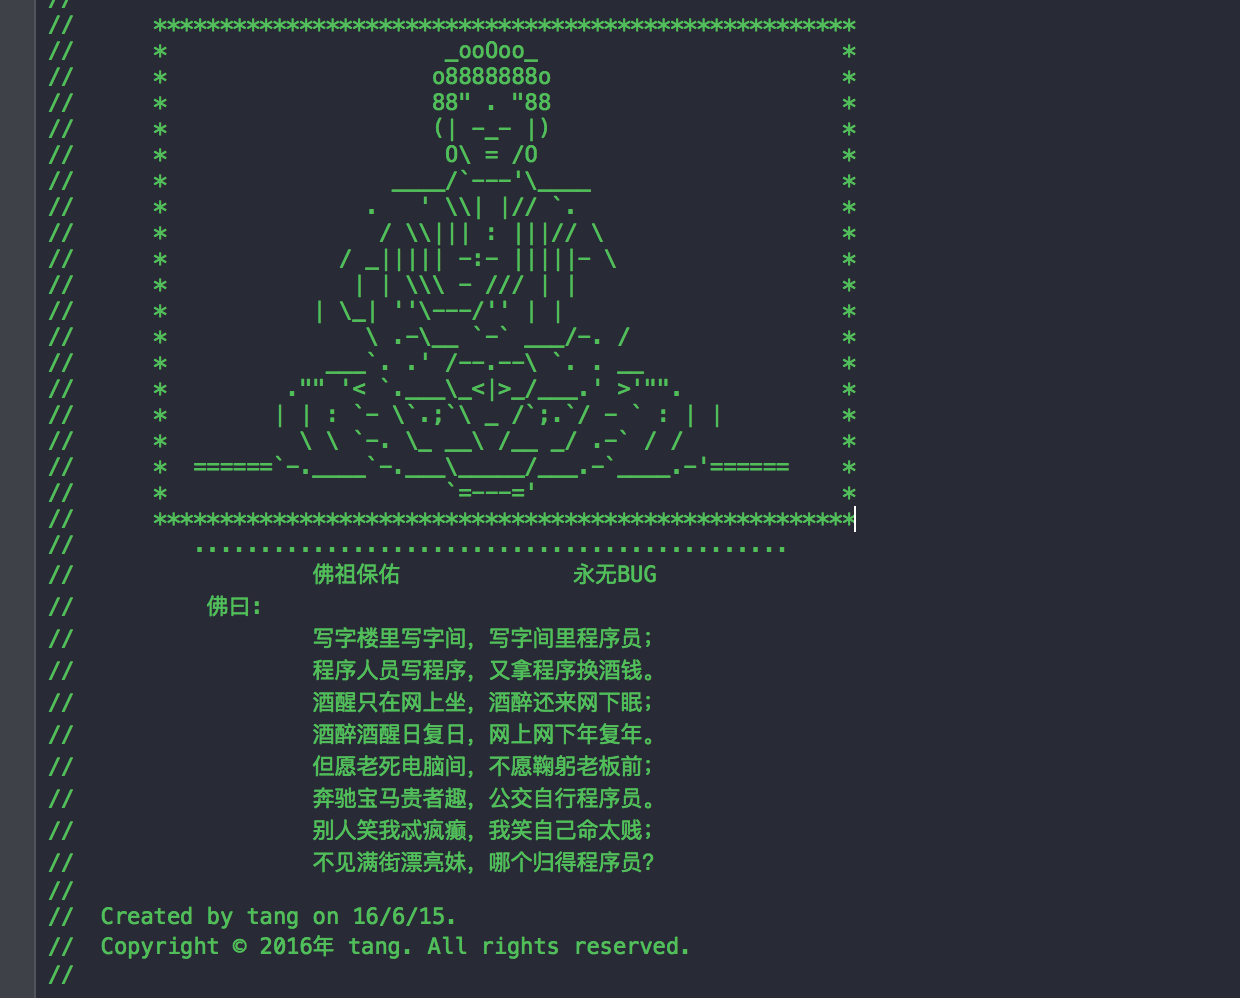 //
//      *****************************************************
//      *                     _ooOoo_                       *
//      *                    o8888888o                      *
//      *                    88" . "88                      *
//      *                    (| -_- |)                      *
//      *                     O\ = /O                       *
//      *                 ____/`---'\____                   *
//      *               .   ' \\| |// `.                    *
//      *                / \\||| : |||// \                  *
//      *             / _||||| -:- |||||- \                 *
//      *              | | \\\ - /// | |                    *
//      *           | \_| ''\---/'' | |                     *
//      *               \ .-\__ `-` ___/-. /                *
//      *            ___`. .' /--.--\ `. . __               *
//      *         ."" '< `.___\_<|>_/___.' >'"".            *
//      *        | | : `- \`.;`\ _ /`;.`/ - ` : | |         *
//      *          \ \ `-. \_ __\ /__ _/ .-` / /            *
//      *  ======`-.____`-.___\_____/___.-`____.-'======    *
//      *                     `=---='                       *
//      *****************************************************
//         .............................................
//                  佛祖保佑             永无BUG
//          佛曰:
//                  写字楼里写字间，写字间里程序员；
//                  程序人员写程序，又拿程序换酒钱。
//                  酒醒只在网上坐，酒醉还来网下眠；
//                  酒醉酒醒日复日，网上网下年复年。
//                  但愿老死电脑间，不愿鞠躬老板前；
//                  奔驰宝马贵者趣，公交自行程序员。
//                  别人笑我忒疯癫，我笑自己命太贱；
//                  不见满街漂亮妹，哪个归得程序员？
//
//  Created by tang on 16/6/15.
//  Copyright © 2016年 tang. All rights reserved.
//